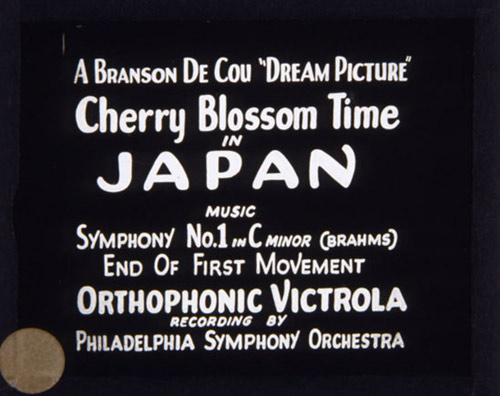 A Branson De Cou "Dream Picture"
Cherry Blossom Time
IN
JAPAN
MUSIC
Symphony No.1 in C minor (Brahms)
End Of First Movement
Orthophonic Victrola
RECORDING BY
Philadelphia Symphony Orchestra